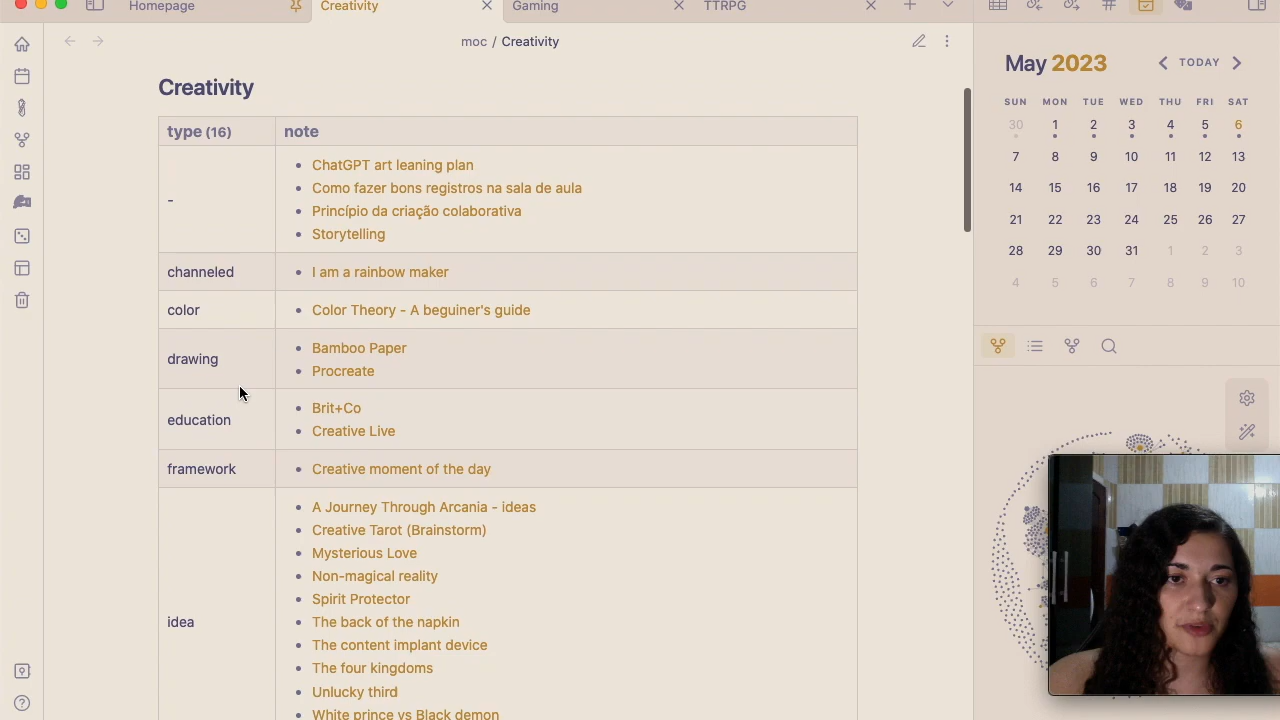 Homepage
Creativity
Gaming
TTRPG
moc / Creativity
Creativity
type (16)
note
-
ChatGPT art leaning plan
Como fazer bons registros na sala de aula
Princípio da criação colaborativa
Storytelling
channeled
I am a rainbow maker
color
Color Theory - A beguiner's guide
drawing
Bamboo Paper
Procreate
education
Brit+Co
Creative Live
framework
Creative moment of the day
idea
A Journey Through Arcania - ideas
Creative Tarot (Brainstorm)
Mysterious Love
Non-magical reality
Spirit Protector
The back of the napkin
The content implant device
The four kingdoms
Unlucky third
White prince vs Black demon
May 2023
TODAY
SUN MON TUE WED THU FRI SAT
30 1 2 3 4 5 6
7 8 9 10 11 12 13
14 15 16 17 18 19 20
21 22 23 24 25 26 27
28 29 30 31 1 2 3
4 5 6 7 8 9 10